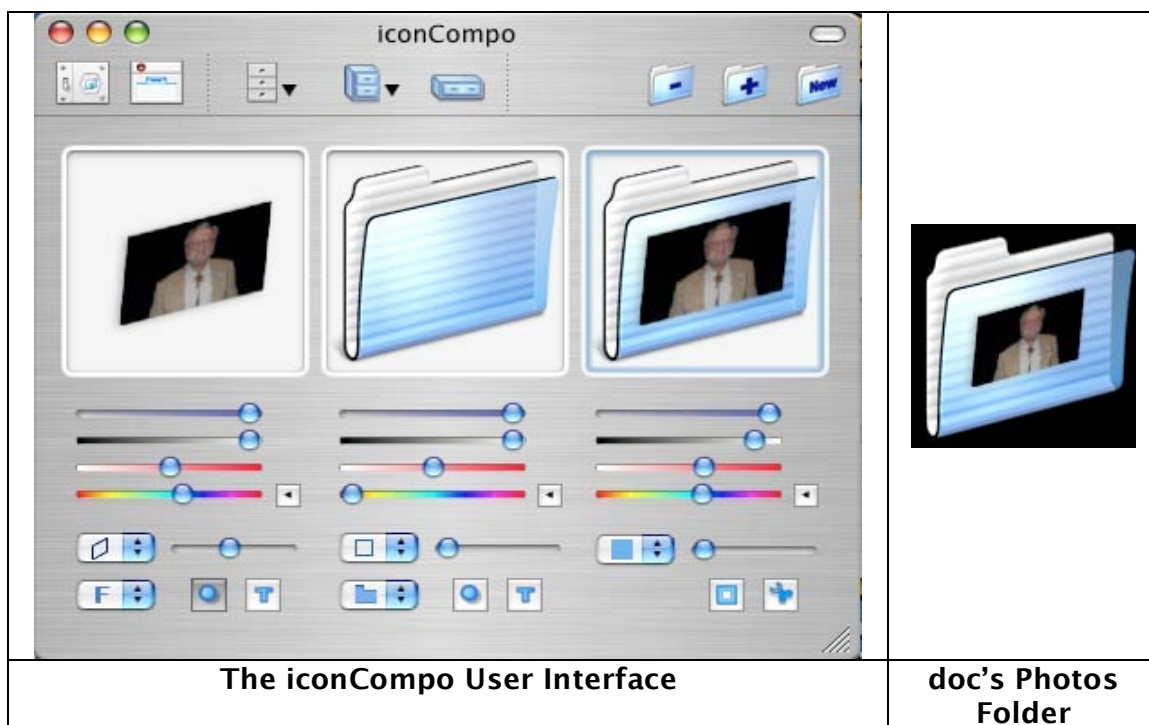 iconCompo
- + New
F T T
The iconCompo User Interface
doc's Photos
Folder